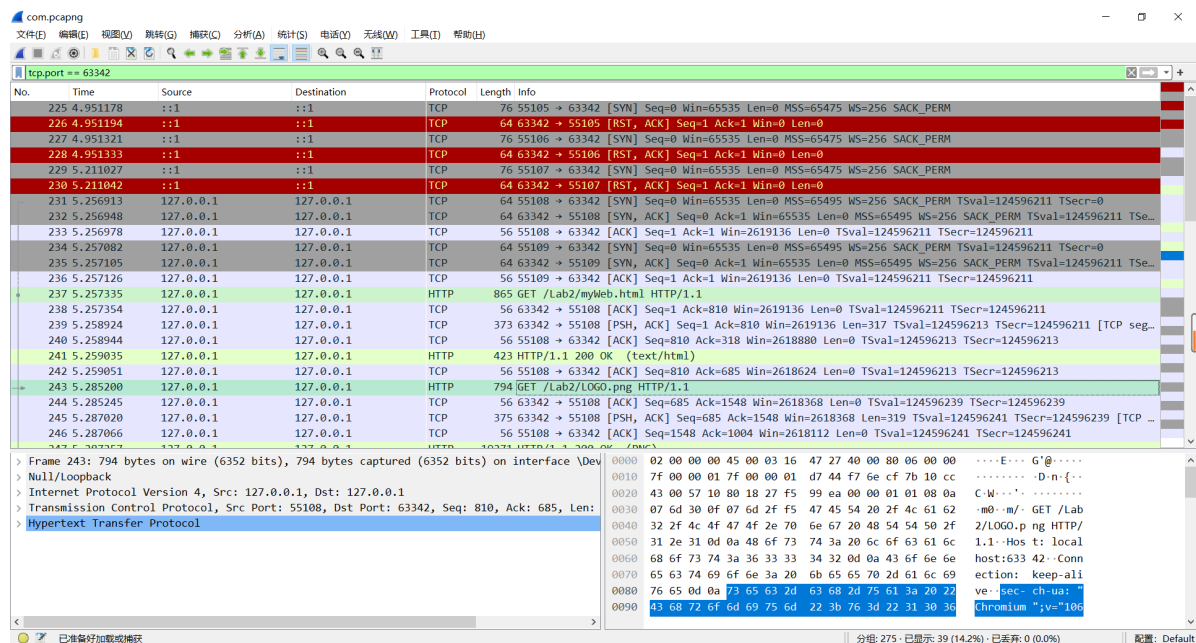 com.pcapng
文件(F) 编辑(E) 视图(V) 跳转(G) 捕获(C) 分析(A) 统计(S) 电话(Y) 无线(W) 工具(T) 帮助(H)
tcp.port == 63342
No. Time Source Destination Protocol Length Info
225 4.951178 ::1 ::1 TCP 76 55105 → 63342 [SYN] Seq=0 Win=65535 Len=0 MSS=65475 WS=256 SACK_PERM
226 4.951194 ::1 ::1 TCP 64 63342 → 55105 [RST, ACK] Seq=1 Ack=1 Win=0 Len=0
227 4.951321 ::1 ::1 TCP 76 55106 → 63342 [SYN] Seq=0 Win=65535 Len=0 MSS=65475 WS=256 SACK_PERM
228 4.951333 ::1 ::1 TCP 64 63342 → 55106 [RST, ACK] Seq=1 Ack=1 Win=0 Len=0
229 5.211027 ::1 ::1 TCP 76 55107 → 63342 [SYN] Seq=0 Win=65535 Len=0 MSS=65475 WS=256 SACK_PERM
230 5.211042 ::1 ::1 TCP 64 63342 → 55107 [RST, ACK] Seq=1 Ack=1 Win=0 Len=0
231 5.256913 127.0.0.1 127.0.0.1 TCP 64 55108 → 63342 [SYN] Seq=0 Win=65535 Len=0 MSS=65495 WS=256 SACK_PERM TSval=124596211 TSecr=0
232 5.256948 127.0.0.1 127.0.0.1 TCP 64 63342 → 55108 [SYN, ACK] Seq=0 Ack=1 Win=65535 Len=0 MSS=65495 WS=256 SACK_PERM TSval=124596211 TSe…
233 5.256978 127.0.0.1 127.0.0.1 TCP 56 55108 → 63342 [ACK] Seq=1 Ack=1 Win=2619136 Len=0 TSval=124596211 TSecr=124596211
234 5.257082 127.0.0.1 127.0.0.1 TCP 64 55109 → 63342 [SYN] Seq=0 Win=65535 Len=0 MSS=65495 WS=256 SACK_PERM TSval=124596211 TSecr=0
235 5.257105 127.0.0.1 127.0.0.1 TCP 64 63342 → 55109 [SYN, ACK] Seq=0 Ack=1 Win=65535 Len=0 MSS=65495 WS=256 SACK_PERM TSval=124596211 TSe…
236 5.257126 127.0.0.1 127.0.0.1 TCP 56 55109 → 63342 [ACK] Seq=1 Ack=1 Win=2619136 Len=0 TSval=124596211 TSecr=124596211
237 5.257335 127.0.0.1 127.0.0.1 HTTP 865 GET /Lab2/myWeb.html HTTP/1.1
238 5.257354 127.0.0.1 127.0.0.1 TCP 56 63342 → 55108 [ACK] Seq=1 Ack=810 Win=2619136 Len=0 TSval=124596211 TSecr=124596211
239 5.258924 127.0.0.1 127.0.0.1 TCP 373 63342 → 55108 [PSH, ACK] Seq=1 Ack=810 Win=2619136 Len=317 TSval=124596213 TSecr=124596211 [TCP seg…
240 5.258944 127.0.0.1 127.0.0.1 TCP 56 55108 → 63342 [ACK] Seq=810 Ack=318 Win=2618880 Len=0 TSval=124596213 TSecr=124596213
241 5.259035 127.0.0.1 127.0.0.1 HTTP 423 HTTP/1.1 200 OK (text/html)
242 5.259051 127.0.0.1 127.0.0.1 TCP 56 55108 → 63342 [ACK] Seq=810 Ack=685 Win=2618624 Len=0 TSval=124596213 TSecr=124596213
243 5.285200 127.0.0.1 127.0.0.1 HTTP 794 GET /Lab2/LOGO.png HTTP/1.1
244 5.285245 127.0.0.1 127.0.0.1 TCP 56 63342 → 55108 [ACK] Seq=685 Ack=1548 Win=2618368 Len=0 TSval=124596239 TSecr=124596239
245 5.287020 127.0.0.1 127.0.0.1 TCP 375 63342 → 55108 [PSH, ACK] Seq=685 Ack=1548 Win=2618368 Len=319 TSval=124596241 TSecr=124596239 [TCP …
246 5.287066 127.0.0.1 127.0.0.1 TCP 56 55108 → 63342 [ACK] Seq=1548 Ack=1004 Win=2618112 Len=0 TSval=124596241 TSecr=124596241
Frame 243: 794 bytes on wire (6352 bits), 794 bytes captured (6352 bits) on interface \Dev
Null/Loopback
Internet Protocol Version 4, Src: 127.0.0.1, Dst: 127.0.0.1
Transmission Control Protocol, Src Port: 55108, Dst Port: 63342, Seq: 810, Ack: 685, Len:
Hypertext Transfer Protocol
0000 02 00 00 00 45 00 03 16 47 27 40 00 80 06 00 00 ····E··· G'@·····
0010 7f 00 00 01 7f 00 00 01 d7 44 f7 6e cf 7b 10 cc ········ ·D·n·{··
0020 43 00 57 10 80 18 27 f5 99 ea 00 00 01 01 08 0a C·W···'· ········
0030 07 6d 30 0f 07 6d 2f f5 47 45 54 20 2f 4c 61 62 ·m0··m/· GET /Lab
0040 32 2f 4c 4f 47 4f 2e 70 6e 67 20 48 54 54 50 2f 2/LOGO.p ng HTTP/
0050 31 2e 31 0d 0a 48 6f 73 74 3a 20 6c 6f 63 61 6c 1.1··Hos t: local
0060 68 6f 73 74 3a 36 33 33 34 32 0d 0a 43 6f 6e 6e host:633 42··Conn
0070 65 63 74 69 6f 6e 3a 20 6b 65 65 70 2d 61 6c 69 ection: keep-ali
0080 76 65 0d 0a 73 65 63 2d 63 68 2d 75 61 3a 20 22 ve··sec- ch-ua: "
0090 43 68 72 6f 6d 69 75 6d 22 3b 76 3d 22 31 30 36 Chromium ";v="106
已准备好加载或捕获 分组: 275 · 已显示: 39 (14.2%) · 已丢弃: 0 (0.0%) 配置: Default